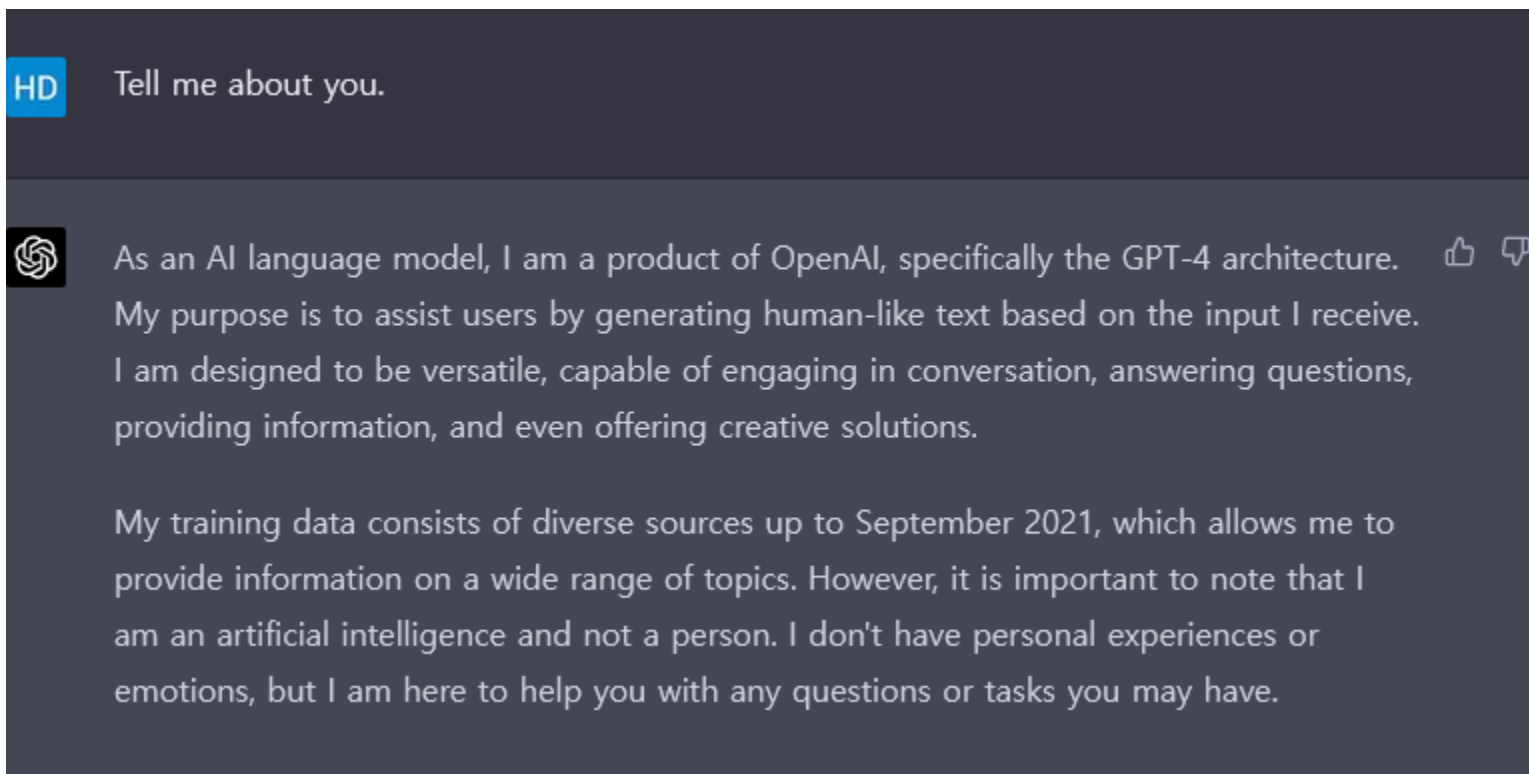 HD
Tell me about you.
As an AI language model, I am a product of OpenAI, specifically the GPT-4 architecture.
My purpose is to assist users by generating human-like text based on the input I receive.
I am designed to be versatile, capable of engaging in conversation, answering questions,
providing information, and even offering creative solutions.
My training data consists of diverse sources up to September 2021, which allows me to
provide information on a wide range of topics. However, it is important to note that I
am an artificial intelligence and not a person. I don't have personal experiences or
emotions, but I am here to help you with any questions or tasks you may have.